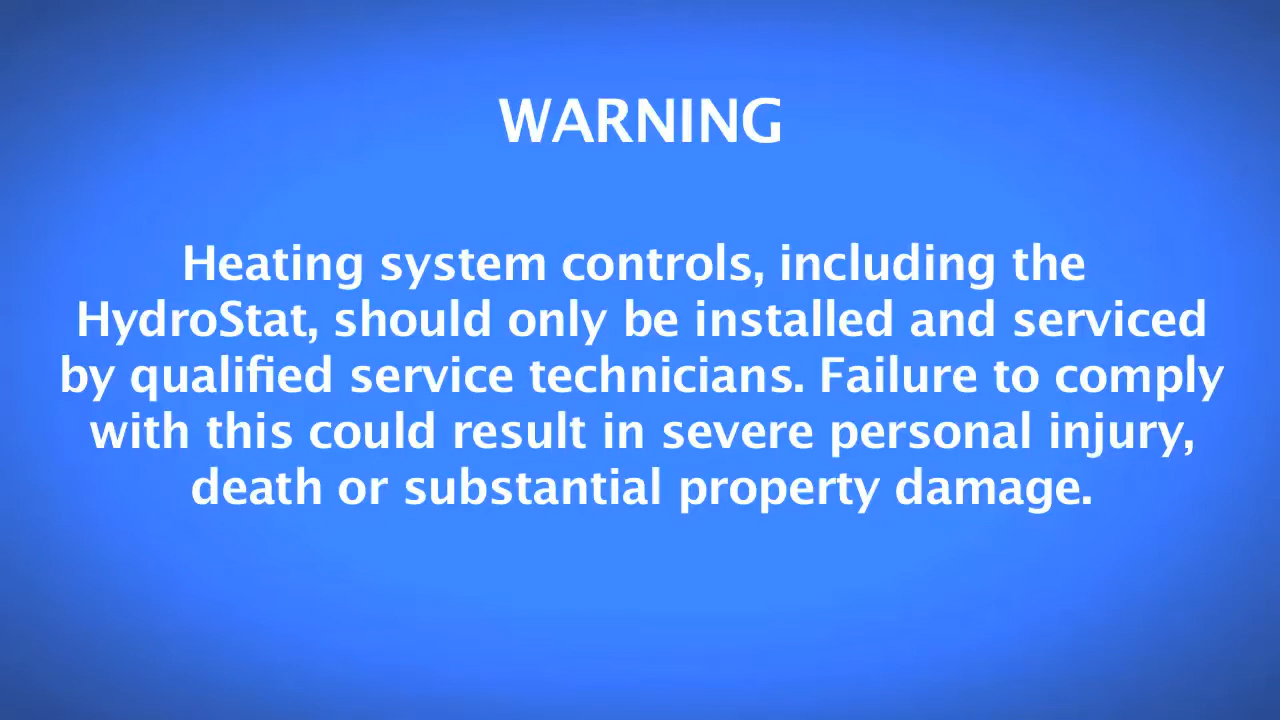 WARNING
Heating system controls, including the
HydroStat, should only be installed and serviced
by qualified service technicians. Failure to comply
with this could result in severe personal injury,
death or substantial property damage.